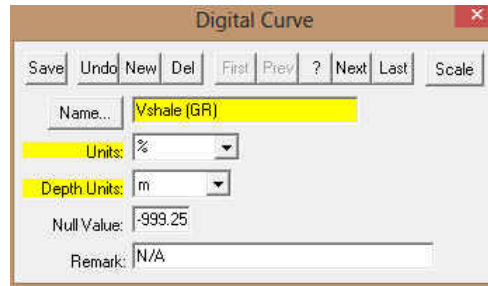 Digital Curve
Save Undo New Del First Prev ? Next Last Scale
Name... Vshale (GR)
Units: %
Depth Units: m
Null Value: -999.25
Remark: N/A